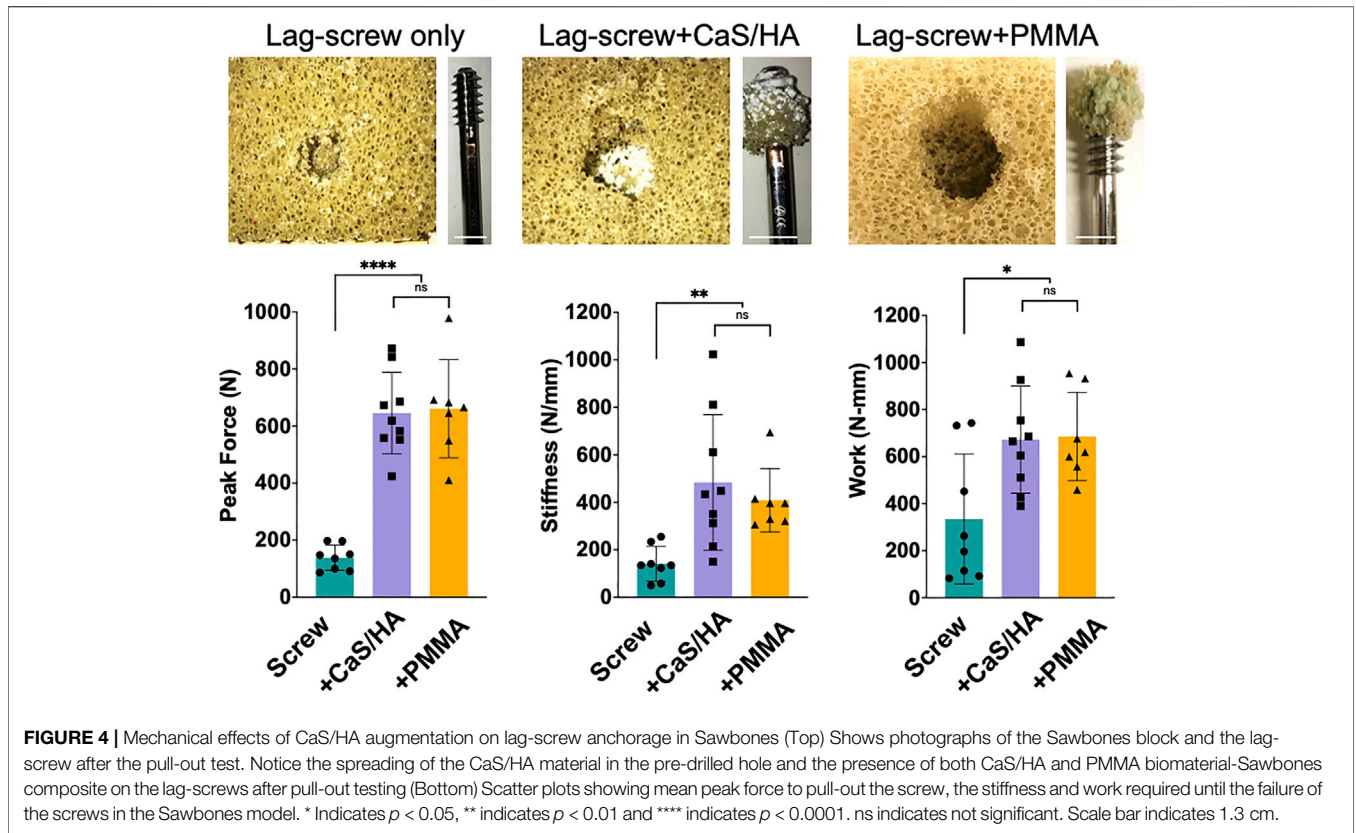 Lag-screw only
Lag-screw+CaS/HA
Lag-screw+PMMA
****
ns
1000
800
600
400
200
0
Peak Force (N)
Screw
+CaS/HA
+PMMA
**
ns
1200
1000
800
600
400
200
0
Stiffness (N/mm)
Screw
+CaS/HA
+PMMA
*
ns
1200
1000
800
600
400
200
0
Work (N-mm)
Screw
+CaS/HA
+PMMA
FIGURE 4 | Mechanical effects of CaS/HA augmentation on lag-screw anchorage in Sawbones (Top) Shows photographs of the Sawbones block and the lag-
screw after the pull-out test. Notice the spreading of the CaS/HA material in the pre-drilled hole and the presence of both CaS/HA and PMMA biomaterial-Sawbones
composite on the lag-screws after pull-out testing (Bottom) Scatter plots showing mean peak force to pull-out the screw, the stiffness and work required until the failure of
the screws in the Sawbones model. * Indicates p < 0.05, ** indicates p < 0.01 and **** indicates p < 0.0001. ns indicates not significant. Scale bar indicates 1.3 cm.